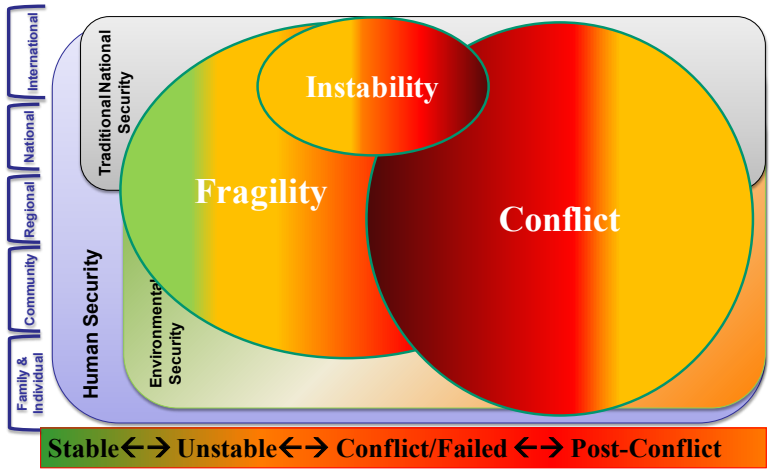 International
National
Regional
Community
Family &
Individual
Human Security
Traditional National
Security
Environmental
Security
Instability
Fragility
Conflict
Stable←→ Unstable←→ Conflict/Failed ←→ Post-Conflict